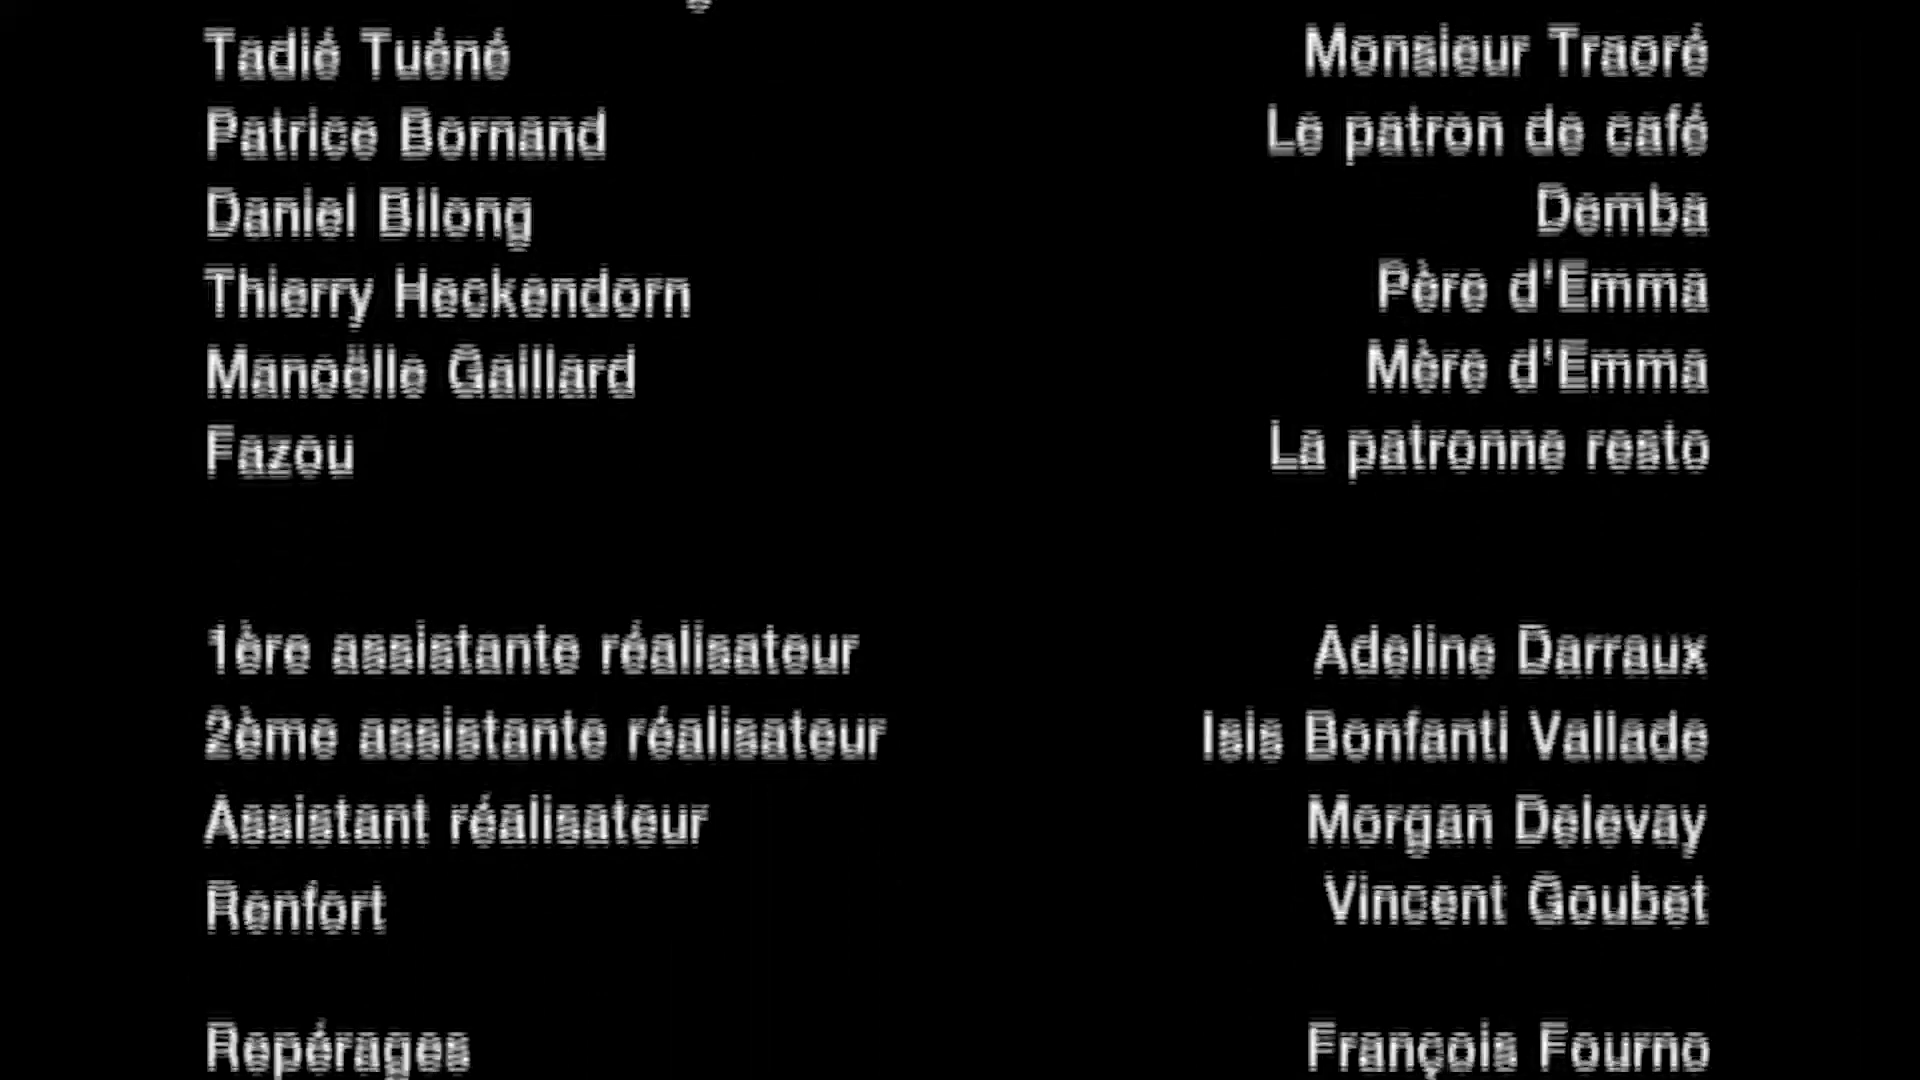 Tadié Tuéné Monsieur Traoré
Patrice Bornand Le patron de café
Daniel Bilong Demba
Thierry Heckendorn Père d'Emma
Manoëlle Gaillard Mère d'Emma
Fazou La patronne resto
1ère assistante réalisateur Adeline Darraux
2ème assistante réalisateur Isis Bonfanti Vallade
Assistant réalisateur Morgan Delevay
Renfort Vincent Goubet
Repérages François Fourno